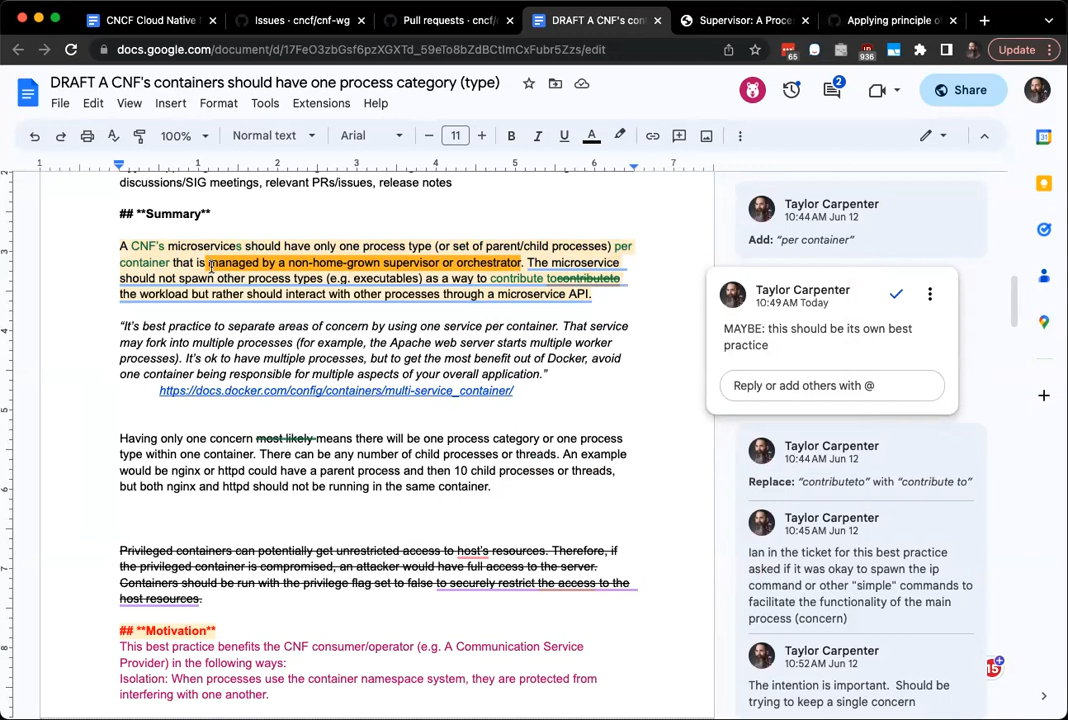 CNCF Cloud Native
Issues · cncf/cnf-wg
Pull requests · cncf/c
DRAFT A CNF's con
Supervisor: A Proce
Applying principle o
docs.google.com/document/d/17FeO3zbGsf6pzXGXTd_59eTo8bZdBCtImCxFubr5Zzs/edit
65
936
Update
DRAFT A CNF's containers should have one process category (type)
File Edit View Insert Format Tools Extensions Help
2
Share
100%
Normal text
Arial
11
B I U A
1 1 2 3 4 5 6 7
discussions/SIG meetings, relevant PRs/issues, release notes
## **Summary**
A CNF's microservices should have only one process type (or set of parent/child processes) per
container that is managed by a non-home-grown supervisor or orchestrator. The microservice
should not spawn other process types (e.g. executables) as a way to contribute tocontributeto
the workload but rather should interact with other processes through a microservice API.
“It's best practice to separate areas of concern by using one service per container. That service
may fork into multiple processes (for example, the Apache web server starts multiple worker
processes). It's ok to have multiple processes, but to get the most benefit out of Docker, avoid
one container being responsible for multiple aspects of your overall application.”
https://docs.docker.com/config/containers/multi-service_container/
Having only one concern most likely means there will be one process category or one process
type within one container. There can be any number of child processes or threads. An example
would be nginx or httpd could have a parent process and then 10 child processes or threads,
but both nginx and httpd should not be running in the same container.
Privileged containers can potentially get unrestricted access to host's resources. Therefore, if
the privileged container is compromised, an attacker would have full access to the server.
Containers should be run with the privilege flag set to false to securely restrict the access to the
host resources.
## **Motivation**
This best practice benefits the CNF consumer/operator (e.g. A Communication Service
Provider) in the following ways:
Isolation: When processes use the container namespace system, they are protected from
interfering with one another.
2
3
4
5
6
7
8
Taylor Carpenter
10:44 AM Jun 12
Add: “per container”
Taylor Carpenter
10:49 AM Today
MAYBE: this should be its own best
practice
Reply or add others with @
Taylor Carpenter
10:44 AM Jun 12
Replace: “contributeto” with “contribute to”
Taylor Carpenter
10:45 AM Jun 12
Ian in the ticket for this best practice
asked if it was okay to spawn the ip
command or other "simple" commands to
facilitate the functionality of the main
process (concern)
Taylor Carpenter
10:52 AM Jun 12
The intention is important. Should be
trying to keep a single concern
15